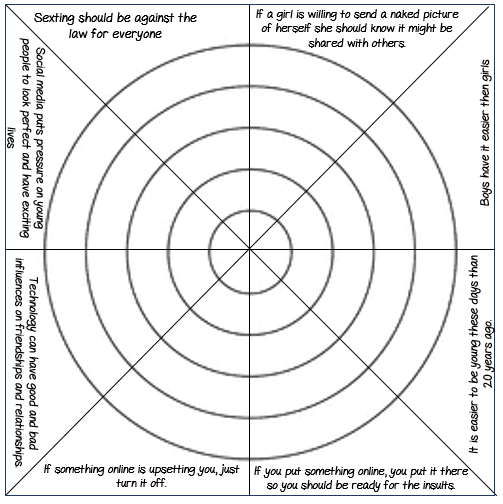 Sexting should be against the
law for everyone
If a girl is willing to send a naked picture
of herself she should know it might be
shared with others.
Boys have it easier then girls
It is easier to be young these days than
20 years ago.
If you put something online, you put it there
so you should be ready for the insults.
If something online is upsetting you, just
turn it off.
Technology can have good and bad
influences on friendships and relationships.
Social media puts pressure on young
people to look perfect and have exciting
lives